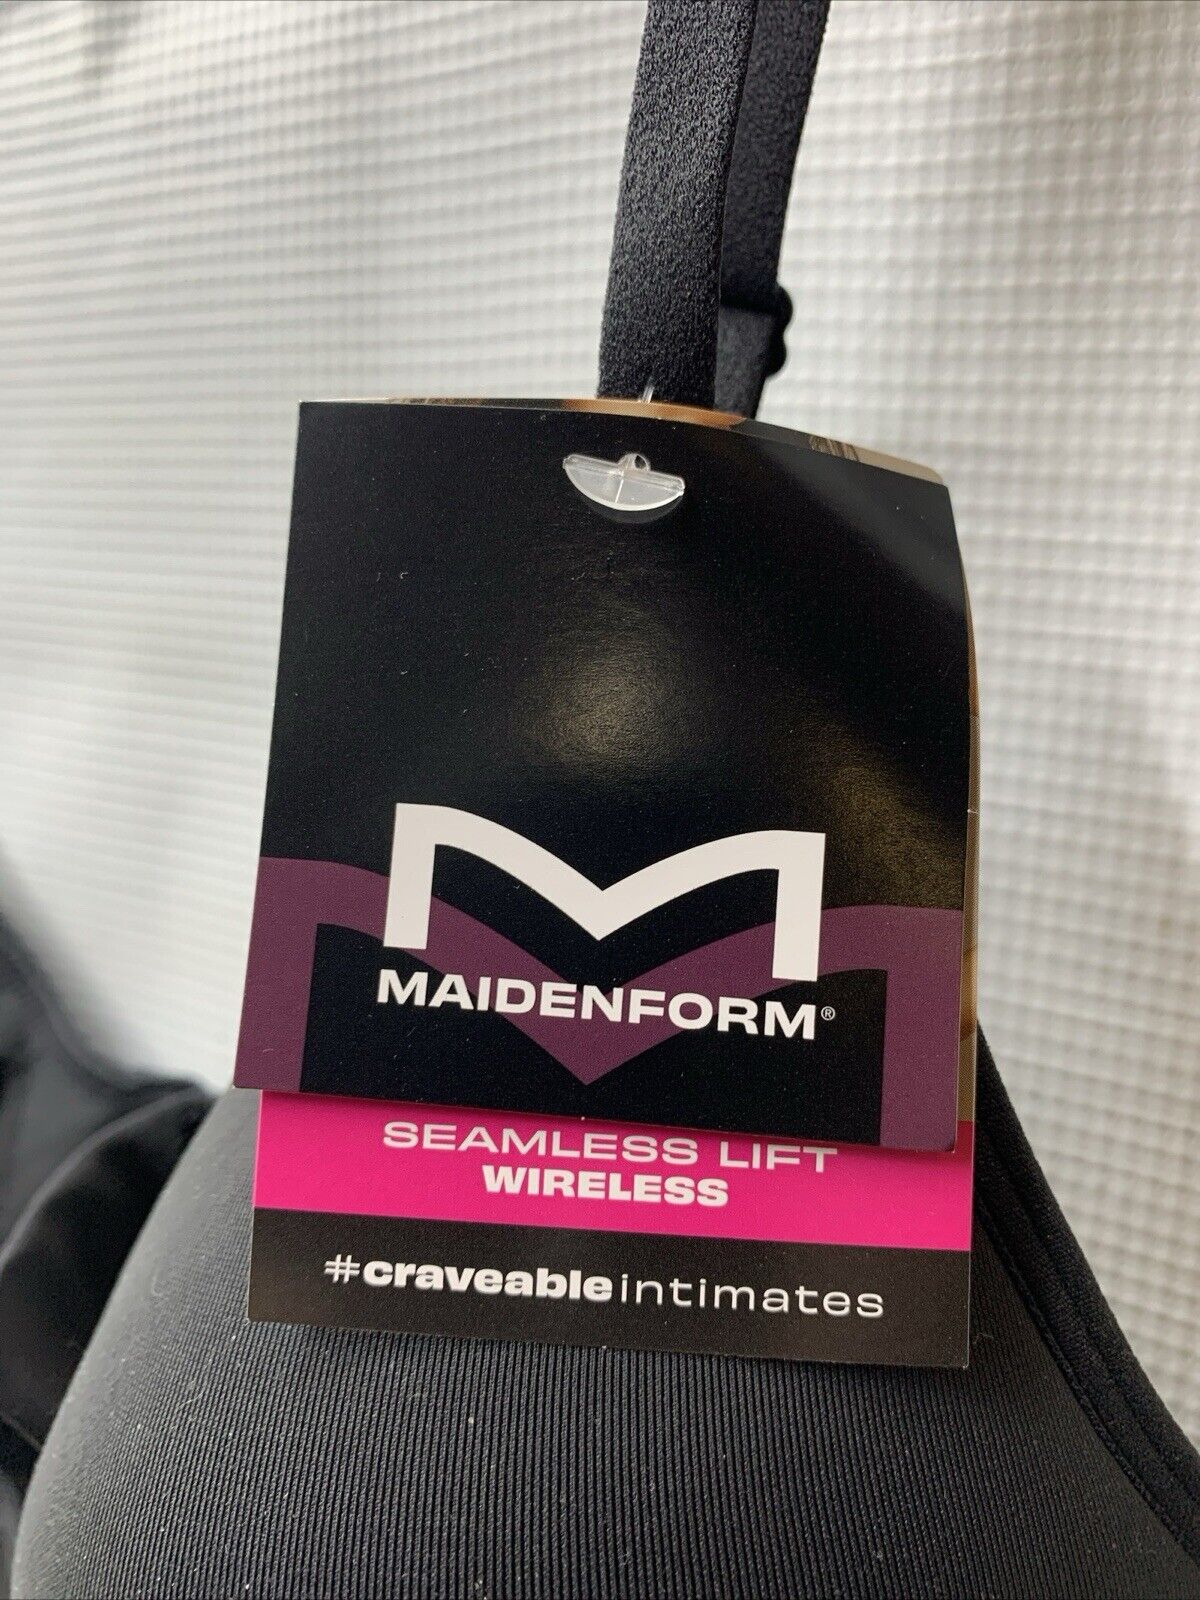 MAIDENFORM®
SEAMLESS LIFT
WIRELESS
#craveableintimates